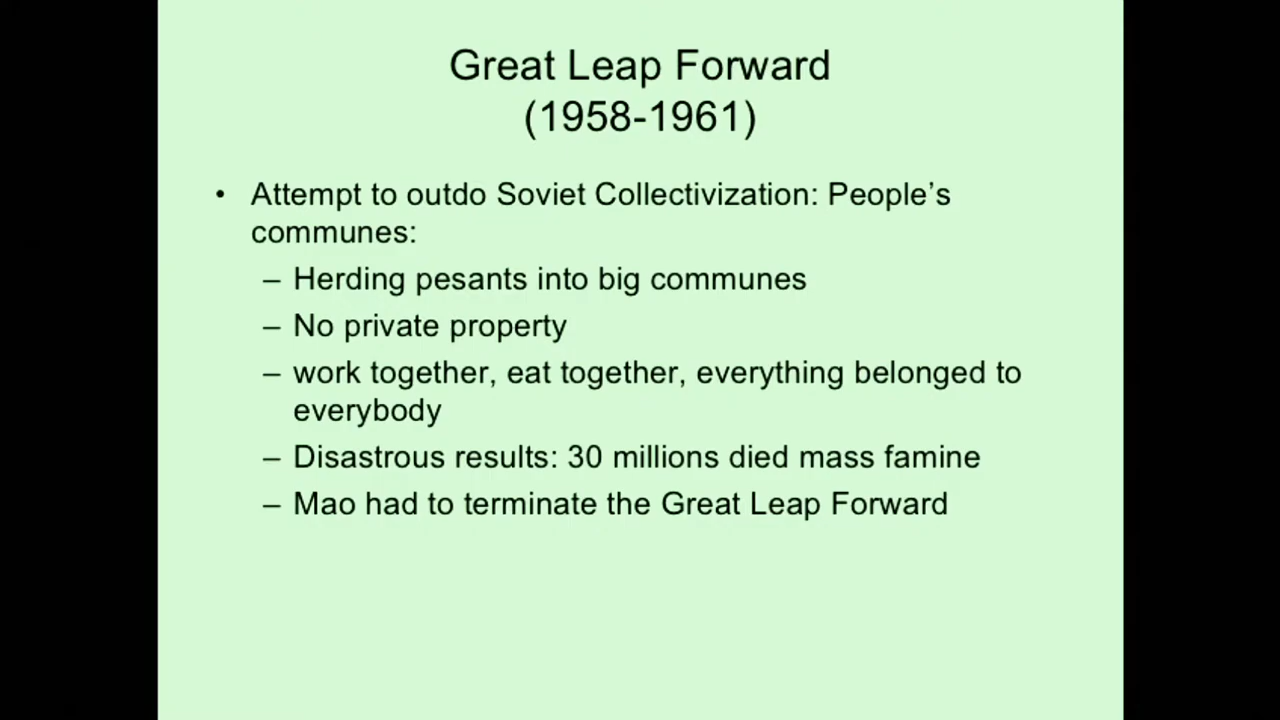 Great Leap Forward
(1958-1961)
• Attempt to outdo Soviet Collectivization: People’s
communes:
– Herding pesants into big communes
– No private property
– work together, eat together, everything belonged to
everybody
– Disastrous results: 30 millions died mass famine
– Mao had to terminate the Great Leap Forward